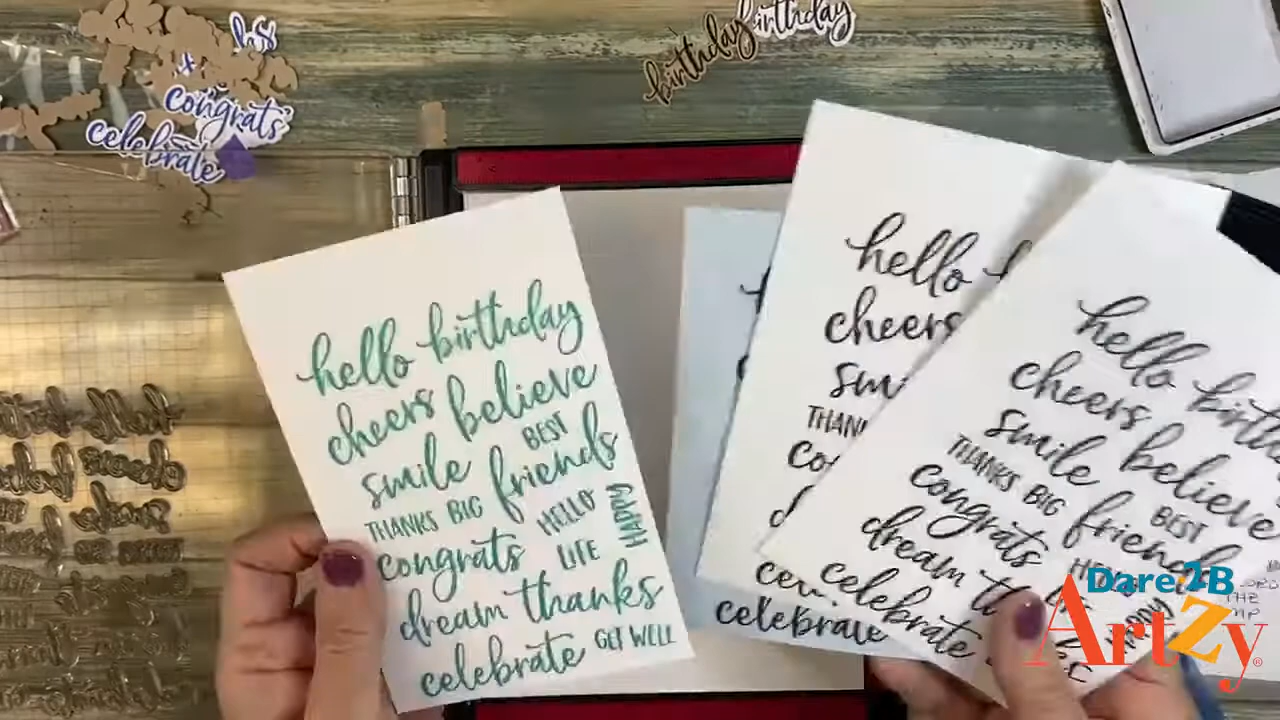 birthday
birthday
congrats
celebrate
hello birthday
cheers believe
smile BEST
friends
THANKS BIG
HELLO HAPPY
congrats LIFE
dream thanks
celebrate GET WELL
hello
cheers
celebrate
hello
cheers believe
smile
THANKS BIG friends
BEST
congrats
dream
celebrate
Dare2B
ArtZy®